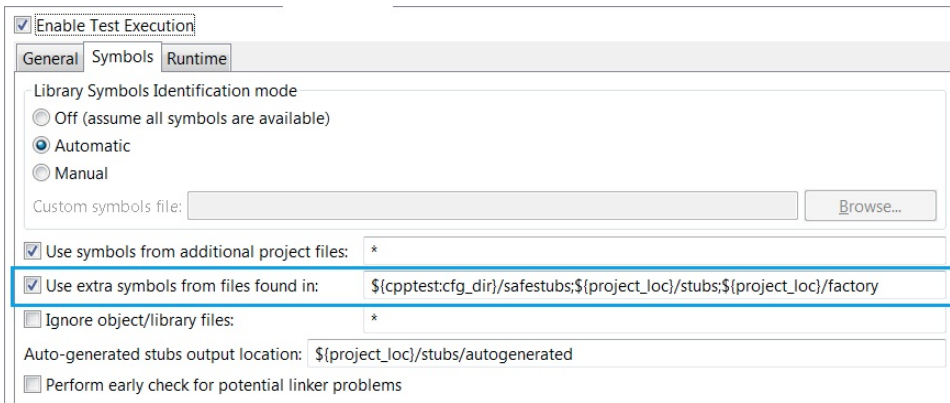 Enable Test Execution
General Symbols Runtime
Library Symbols Identification mode
Off (assume all symbols are available)
Automatic
Manual
Custom symbols file: Browse...
Use symbols from additional project files: *
Use extra symbols from files found in: ${cpptest:cfg_dir}/safestubs;${project_loc}/stubs;${project_loc}/factory
Ignore object/library files: *
Auto-generated stubs output location: ${project_loc}/stubs/autogenerated
Perform early check for potential linker problems